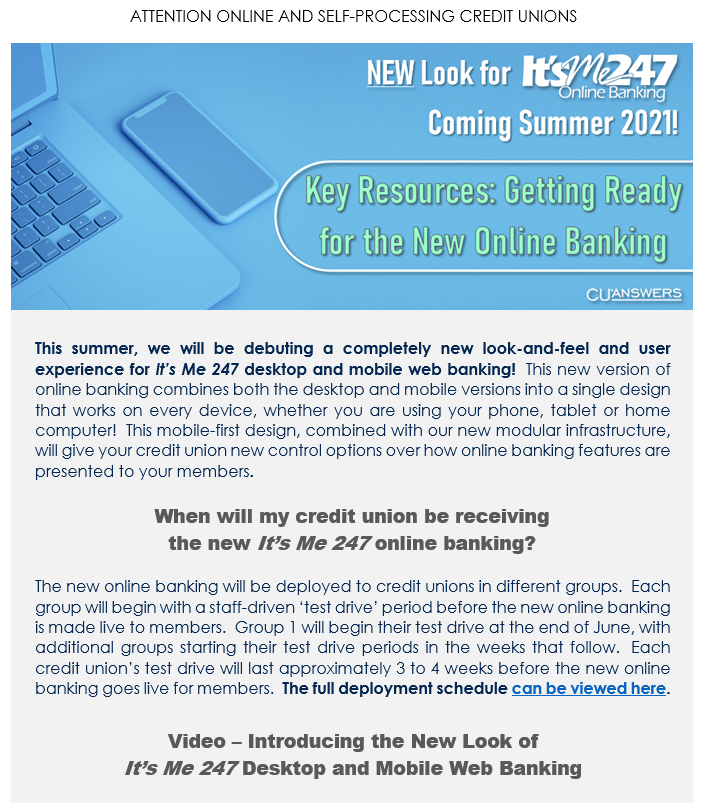 ATTENTION ONLINE AND SELF-PROCESSING CREDIT UNIONS
NEW Look for It'sMe247
Online Banking
Coming Summer 2021!
Key Resources: Getting Ready
for the New Online Banking
CU*ANSWERS
This summer, we will be debuting a completely new look-and-feel and user
experience for It's Me 247 desktop and mobile web banking! This new version of
online banking combines both the desktop and mobile versions into a single design
that works on every device, whether you are using your phone, tablet or home
computer! This mobile-first design, combined with our new modular infrastructure,
will give your credit union new control options over how online banking features are
presented to your members.
When will my credit union be receiving
the new It's Me 247 online banking?
The new online banking will be deployed to credit unions in different groups. Each
group will begin with a staff-driven 'test drive' period before the new online banking
is made live to members. Group 1 will begin their test drive at the end of June, with
additional groups starting their test drive periods in the weeks that follow. Each
credit union's test drive will last approximately 3 to 4 weeks before the new online
banking goes live for members. The full deployment schedule can be viewed here.
Video – Introducing the New Look of
It's Me 247 Desktop and Mobile Web Banking